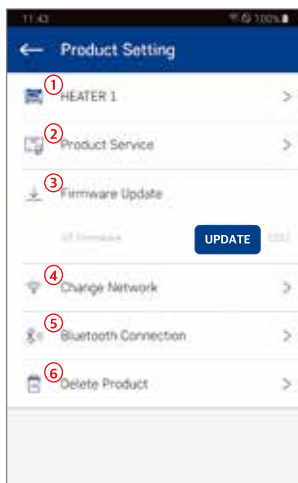 11:43 100%
← Product Setting
① HEATER 1 >
② Product Service >
③ Firmware Update
UPDATE
④ Change Network >
⑤ Bluetooth Connection >
⑥ Delete Product >